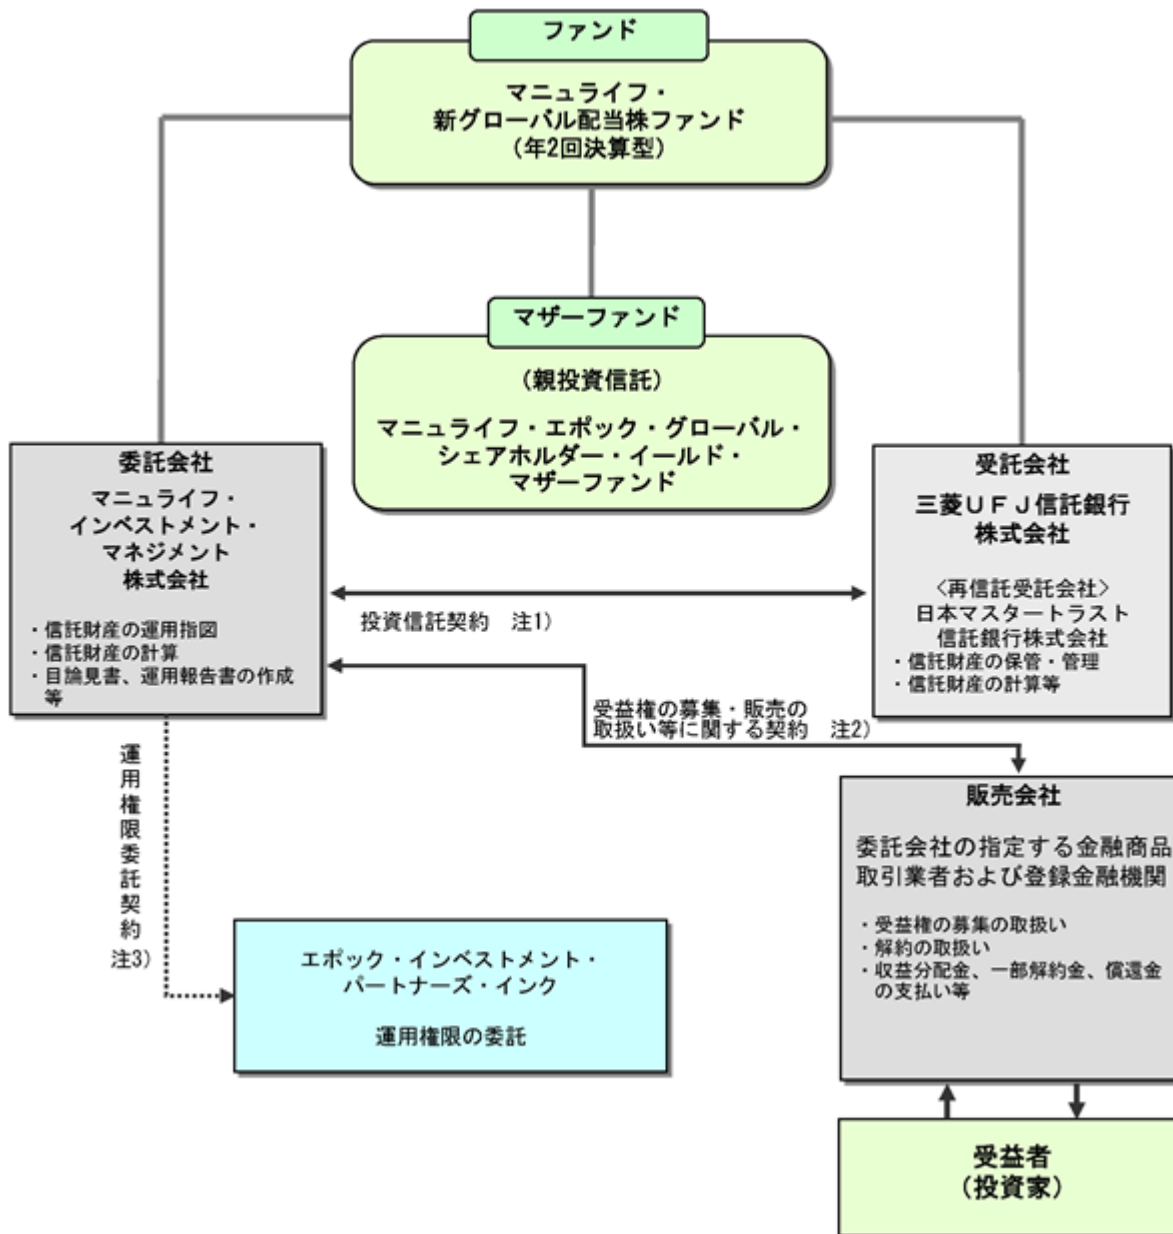 ファンド
マニュライフ・
新グローバル配当株ファンド
(年2回決算型)
マザーファンド
(親投資信託)
マニュライフ・エポック・グローバル・
シェアホルダー・イールド・
マザーファンド
委託会社
マニュライフ・
インベストメント・
マネジメント
株式会社
・信託財産の運用指図
・信託財産の計算
・目論見書、運用報告書の作成
等
受託会社
三菱UFJ信託銀行
株式会社
〈再信託受託会社〉
日本マスタートラスト
信託銀行株式会社
・信託財産の保管・管理
・信託財産の計算等
投資信託契約 注1)
受益権の募集・販売の
取扱い等に関する契約 注2)
運用権限委託契約
注3)
販売会社
委託会社の指定する金融商品
取引業者および登録金融機関
・受益権の募集の取扱い
・解約の取扱い
・収益分配金、一部解約金、償還金
の支払い等
エポック・インベストメント・
パートナーズ・インク
運用権限の委託
受益者
(投資家)